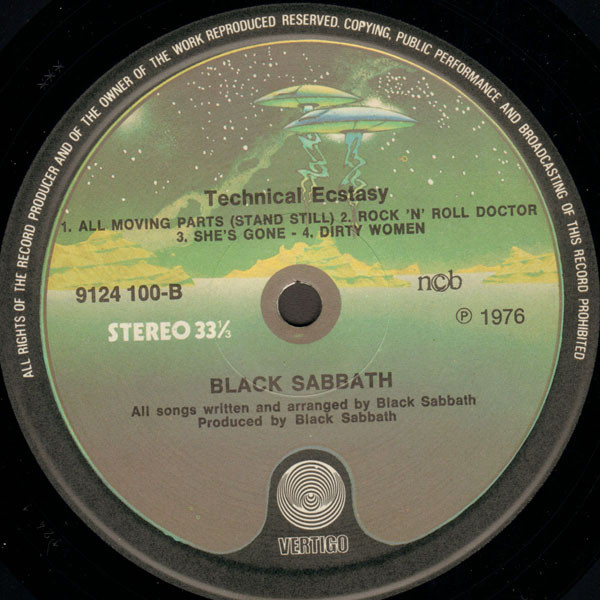 ALL RIGHTS OF THE RECORD PRODUCER AND OF THE OWNER OF THE WORK REPRODUCED RESERVED. COPYING, PUBLIC PERFORMANCE AND BROADCASTING OF THIS RECORD PROHIBITED
Technical Ecstasy
1. ALL MOVING PARTS (STAND STILL) 2. ROCK 'N' ROLL DOCTOR
3. SHE'S GONE - 4. DIRTY WOMEN
9124 100-B
ncb
STEREO 33⅓
℗ 1976
BLACK SABBATH
All songs written and arranged by Black Sabbath
Produced by Black Sabbath
VERTIGO